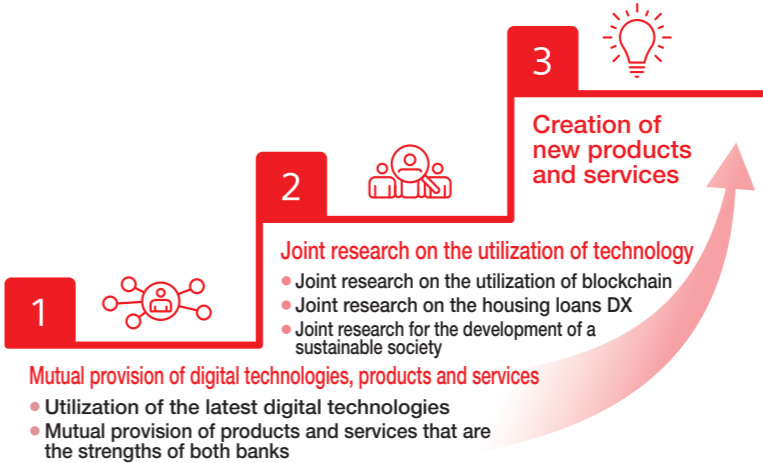 1
Mutual provision of digital technologies, products and services
● Utilization of the latest digital technologies
● Mutual provision of products and services that are
the strengths of both banks
2
Joint research on the utilization of technology
● Joint research on the utilization of blockchain
● Joint research on the housing loans DX
● Joint research for the development of a
sustainable society
3
Creation of
new products
and services